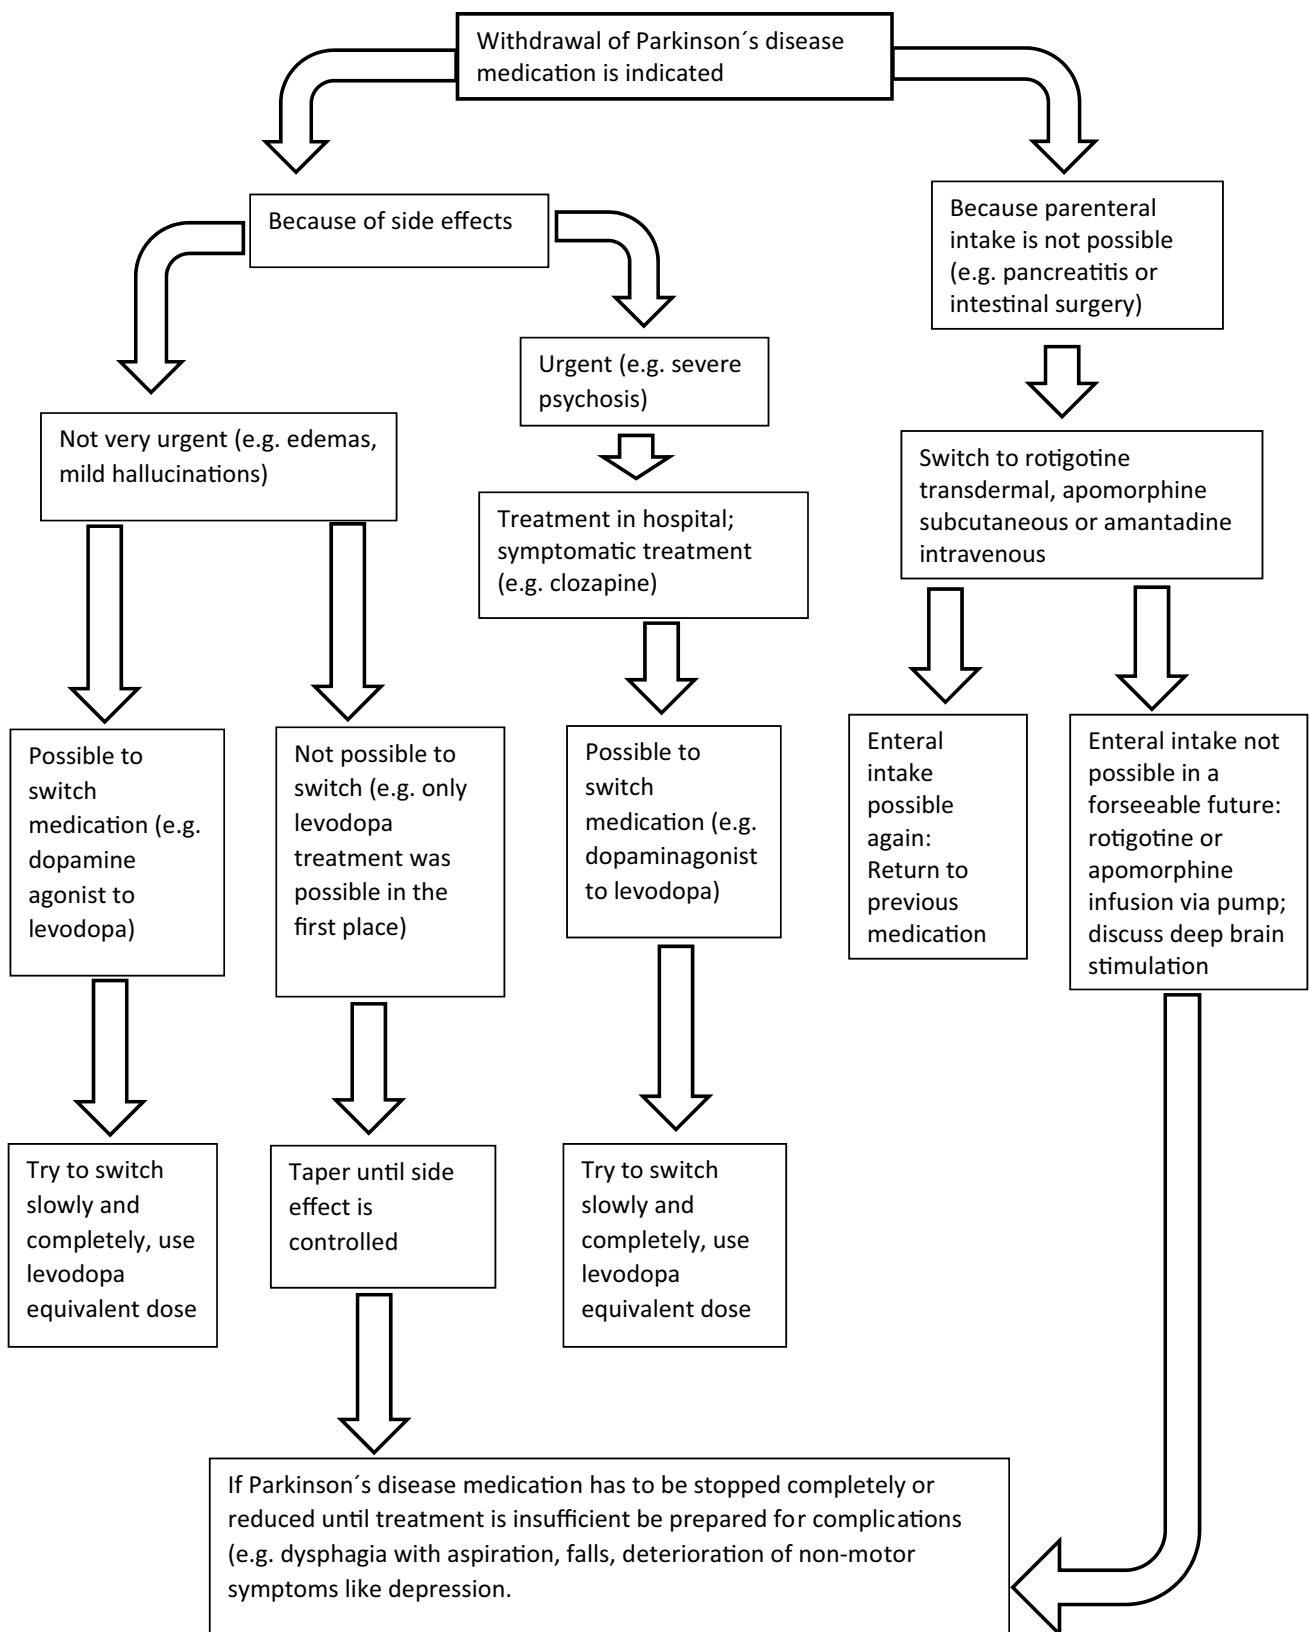 Withdrawal of Parkinson´s disease
medication is indicated
Because of side effects
Because parenteral
intake is not possible
(e.g. pancreatitis or
intestinal surgery)
Urgent (e.g. severe
psychosis)
Not very urgent (e.g. edemas,
mild hallucinations)
Switch to rotigotine
transdermal, apomorphine
subcutaneous or amantadine
intravenous
Treatment in hospital;
symptomatic treatment
(e.g. clozapine)
Possible to
switch
medication (e.g.
dopamine
agonist to
levodopa)
Not possible to
switch (e.g. only
levodopa
treatment was
possible in the
first place)
Possible to
switch
medication (e.g.
dopaminagonist
to levodopa)
Enteral
intake
possible
again:
Return to
previous
medication
Enteral intake not
possible in a
forseeable future:
rotigotine or
apomorphine
infusion via pump;
discuss deep brain
stimulation
Try to switch
slowly and
completely, use
levodopa
equivalent dose
Taper until side
effect is
controlled
Try to switch
slowly and
completely, use
levodopa
equivalent dose
If Parkinson´s disease medication has to be stopped completely or
reduced until treatment is insufficient be prepared for complications
(e.g. dysphagia with aspiration, falls, deterioration of non-motor
symptoms like depression.